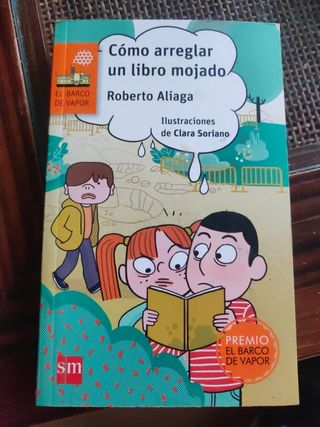 Cómo arreglar
un libro mojado
Roberto Aliaga
Ilustraciones
de Clara Soriano
EL BARCO
DE VAPOR
PREMIO
EL BARCO
DE VAPOR
sm